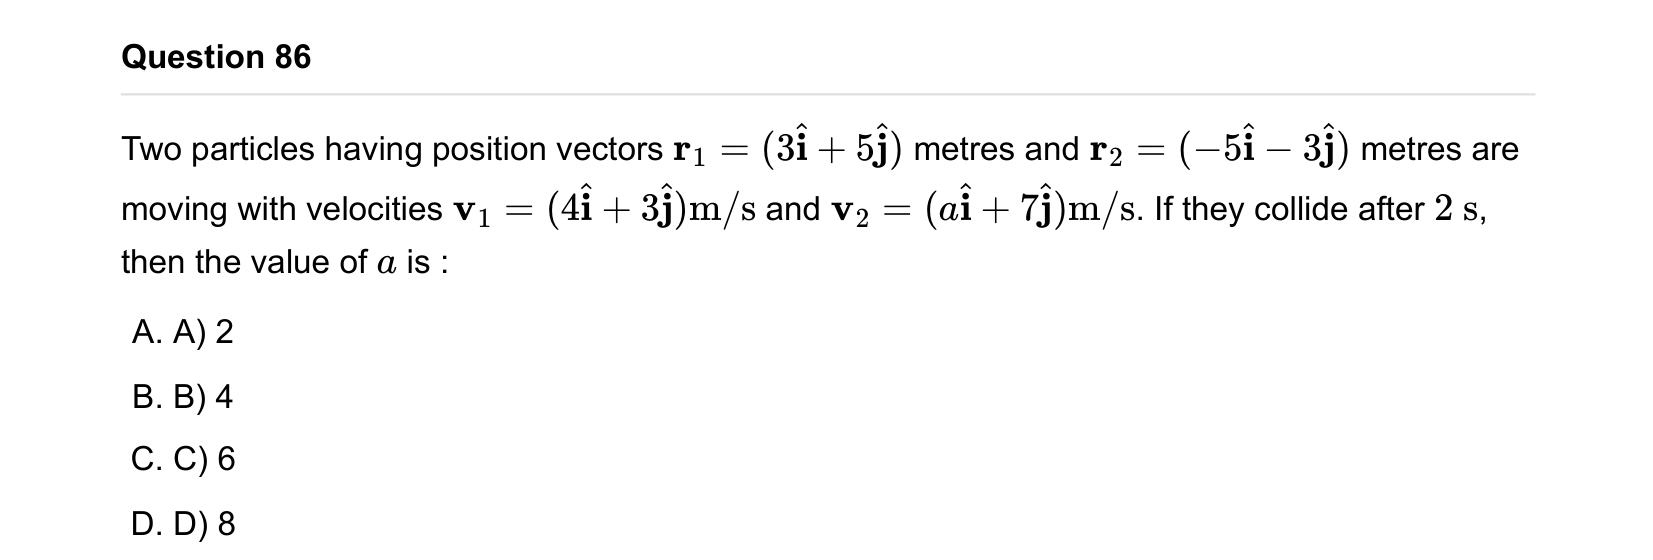 Question 86
Two particles having position vectors r₁ = (3î + 5ĵ) metres and r₂ = (−5î − 3ĵ) metres are
moving with velocities v₁ = (4î + 3ĵ)m/s and v₂ = (aî + 7ĵ)m/s. If they collide after 2 s,
then the value of a is :
A. A) 2
B. B) 4
C. C) 6
D. D) 8